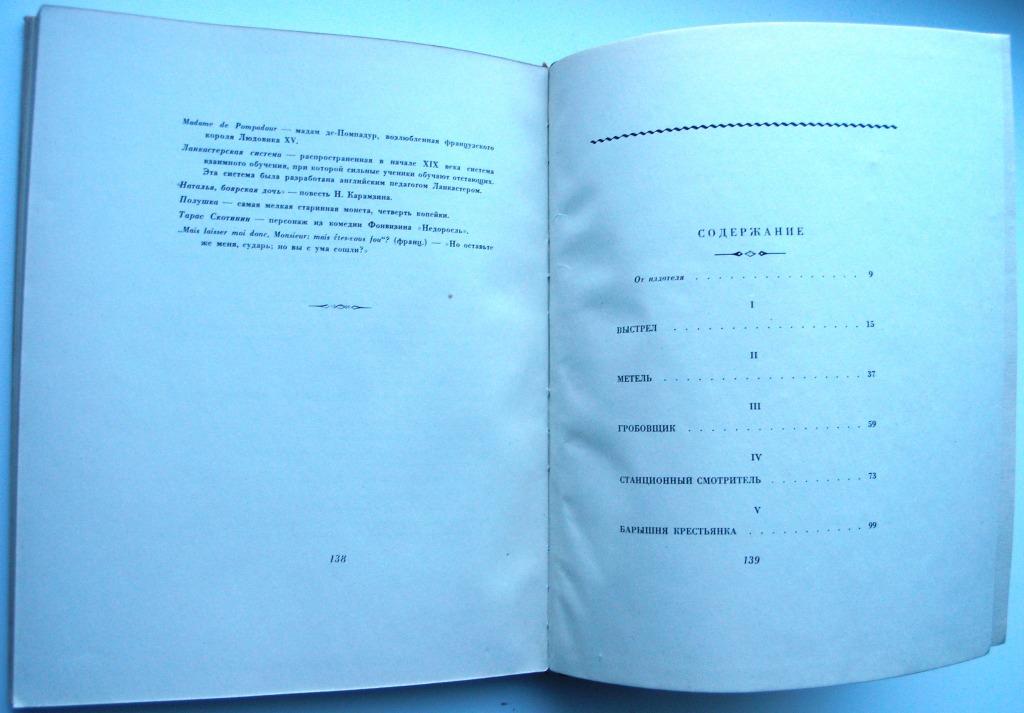 Madame de Pompadour — мадам де-Помпадур, возлюбленная французского
короля Людовика XV.
Ланкастерская система — распространенная в начале XIX века система
взаимного обучения, при которой сильные ученики обучают отстающих.
Эта система была разработана английским педагогом Ланкастером.
«Наталья, боярская дочь» — повесть Н. Карамзина.
Полушка — самая мелкая старинная монета, четверть копейки.
Тарас Скотинин — персонаж из комедии Фонвизина «Недоросль».
„Mais laisser moi donc, Monsieur; mais êtes-vous fou“? (франц.) — «Но оставьте
же меня, сударь; но вы с ума сошли?»
138
СОДЕРЖАНИЕ
От издателя . . . . . . . . . . . . . . . 9
I
ВЫСТРЕЛ . . . . . . . . . . . . . . . . 15
II
МЕТЕЛЬ . . . . . . . . . . . . . . . . . 37
III
ГРОБОВЩИК . . . . . . . . . . . . . . 59
IV
СТАНЦИОННЫЙ СМОТРИТЕЛЬ . . . . . . . . 73
V
БАРЫШНЯ КРЕСТЬЯНКА . . . . . . . . . . 99
139